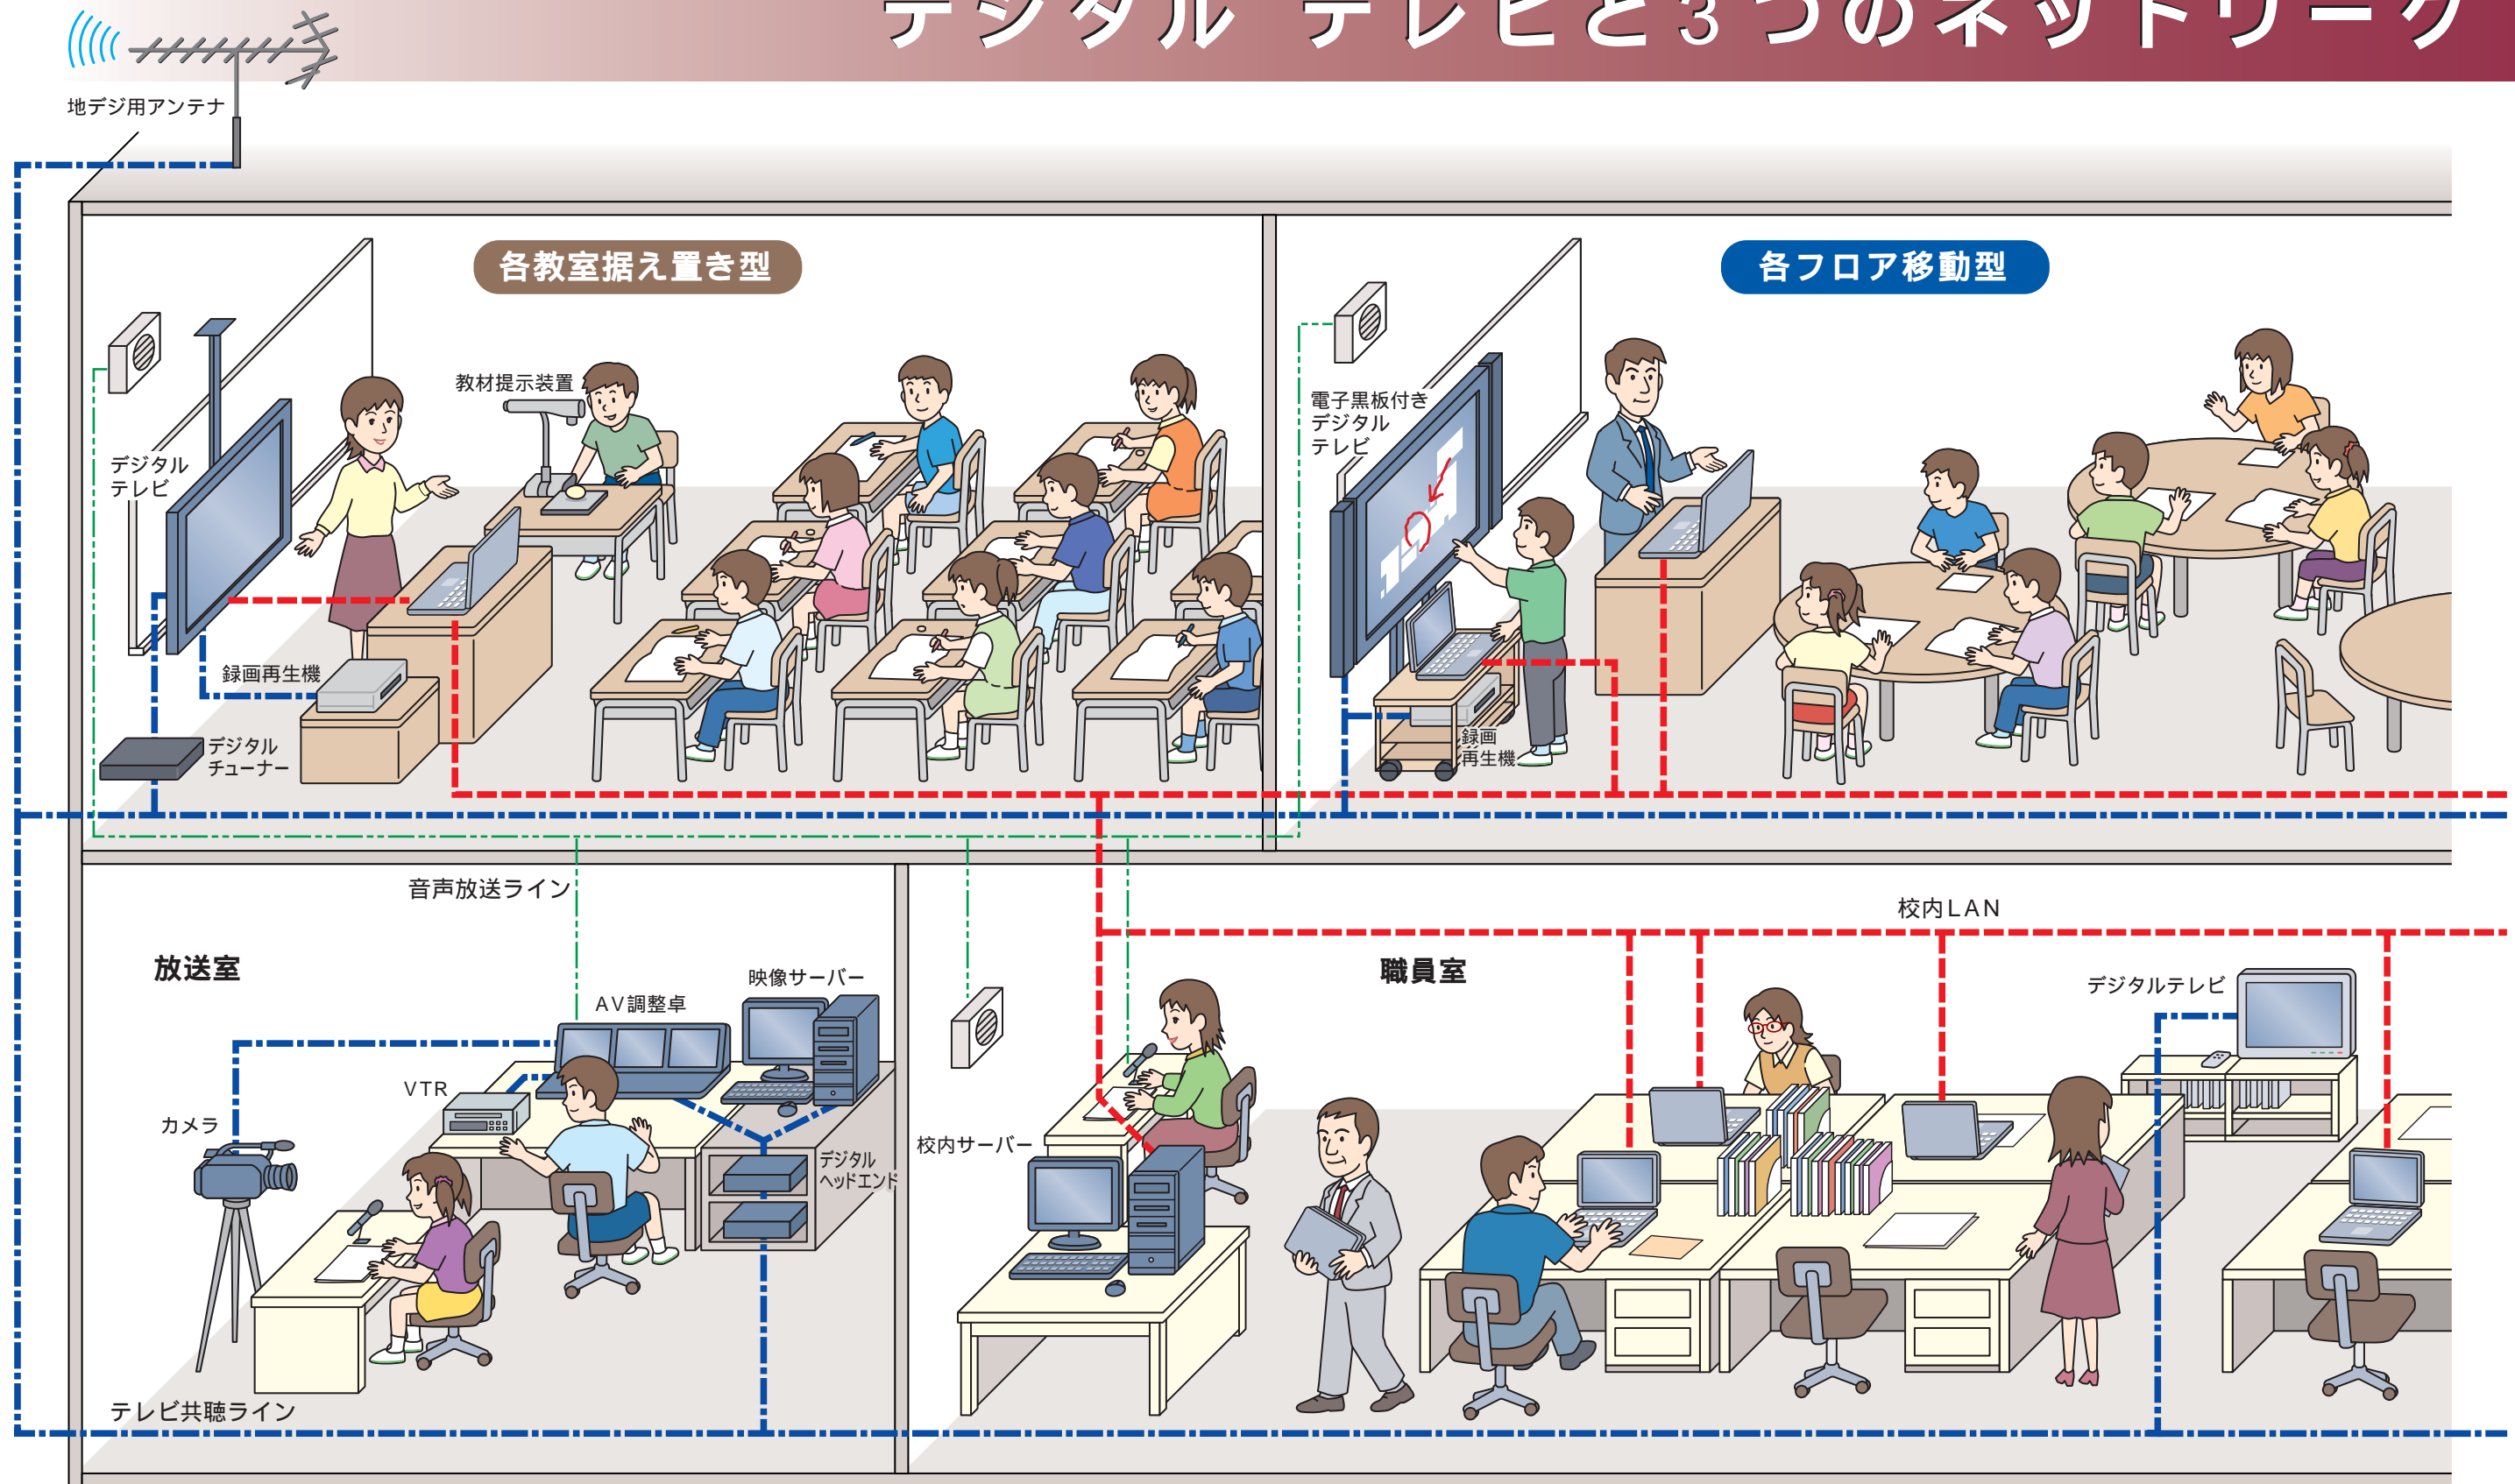 デジタル テレビと3つのネットワーク
地デジ用アンテナ
各教室据え置き型
各フロア移動型
教材提示装置
デジタル
テレビ
電子黒板付き
デジタル
テレビ
録画再生機
デジタル
チューナー
録画
再生機
音声放送ライン
校内LAN
放送室
映像サーバー
AV調整卓
VTR
カメラ
デジタル
ヘッドエンド
職員室
デジタルテレビ
校内サーバー
テレビ共聴ライン